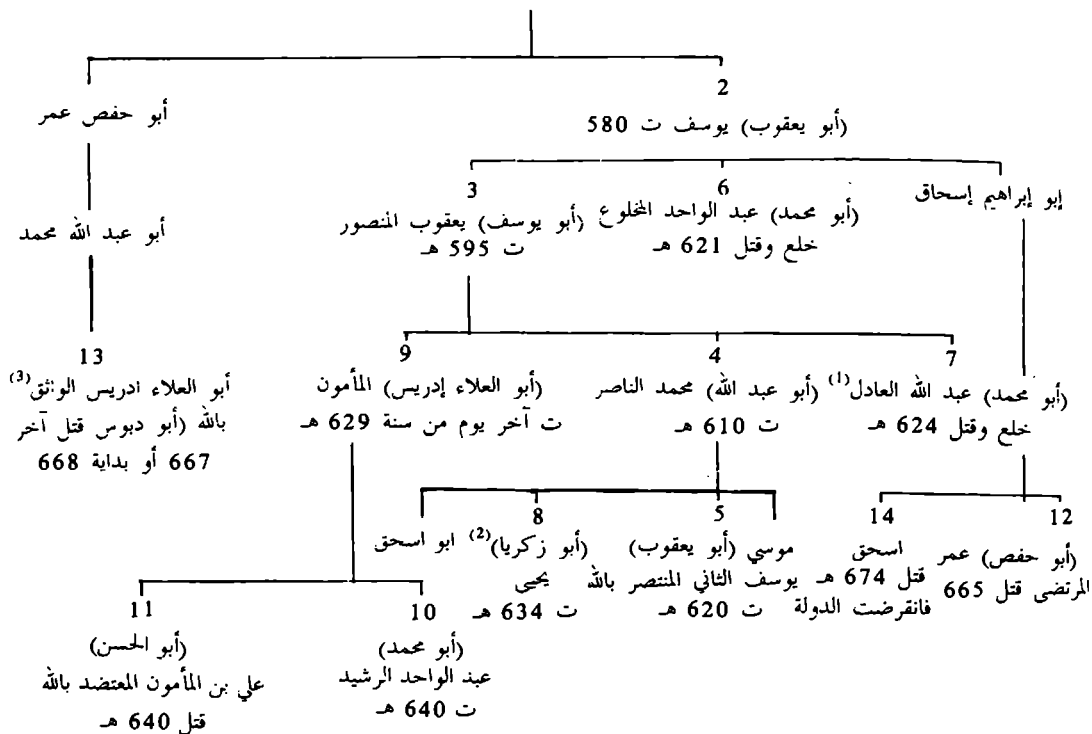 2
أبو حفص عمر
(أبو يعقوب) يوسف ت 580
3
6
إبو إبراهيم إسحاق
(أبو محمد) عبد الواحد المخلوع
خلع وقتل 621 هـ
(أبو يوسف) يعقوب المنصور
ت 595 هـ
أبو عبد الله محمد
13
9
4
7
أبو العلاء ادريس الواثق(3)
بالله (أبو دبوس قتل آخر
667 أو بداية 668
(أبو العلاء إدريس) المأمون
ت آخر يوم من سنة 629 هـ
(أبو عبد الله) محمد الناصر
ت 610 هـ
(أبو محمد) عبد الله العادل(1)
خلع وقتل 624 هـ
8
5
14
12
ابو اسحق
(أبو زكريا)(2)
يحيى
ت 634 هـ
موسي (أبو يعقوب)
يوسف الثاني المنتصر بالله
ت 620 هـ
اسحق
قتل 674 هـ
فانقرضت الدولة
(أبو حفص) عمر
المرتضى قتل 665
11
10
(أبو الحسن)
علي بن المأمون المعتضد بالله
قتل 640 هـ
(أبو محمد)
عبد الواحد الرشيد
ت 640 هـ